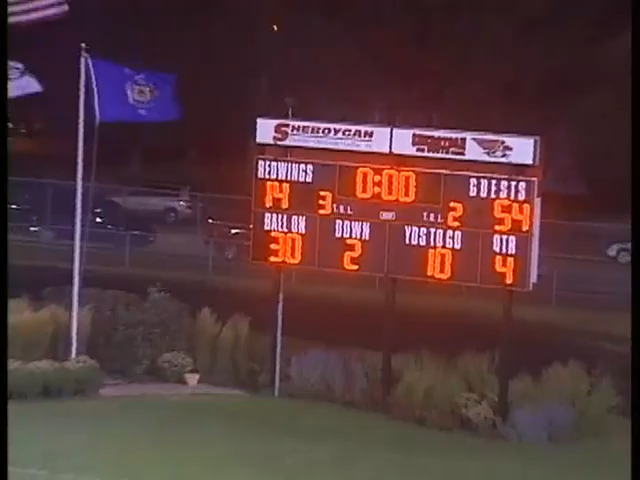 SHEBOYGAN
REDWINGS 0:00 GUESTS
14 3 T.O.L T.O.L 2 54
BALL ON DOWN YDS TO GO QTR
30 2 10 4